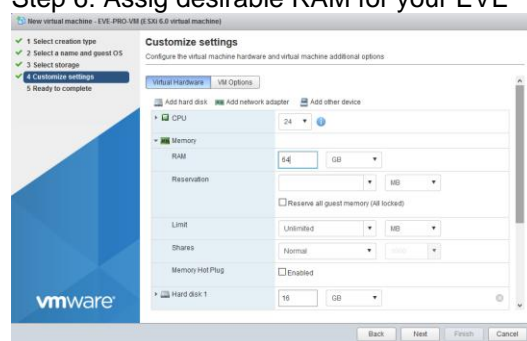 Step 6: Assig desirable RAM for your EVE
New virtual machine - EVE-PRO-VM (ESXi 6.0 virtual machine)
1 Select creation type
2 Select a name and guest OS
3 Select storage
4 Customize settings
5 Ready to complete
Customize settings
Configure the virtual machine hardware and virtual machine additional options
Virtual Hardware VM Options
Add hard disk Add network adapter Add other device
CPU 24
Memory
RAM 64 GB
Reservation MB
Reserve all guest memory (All locked)
Limit Unlimited MB
Shares Normal
Memory Hot Plug Enabled
Hard disk 1 16 GB
vmware
Back Next Finish Cancel